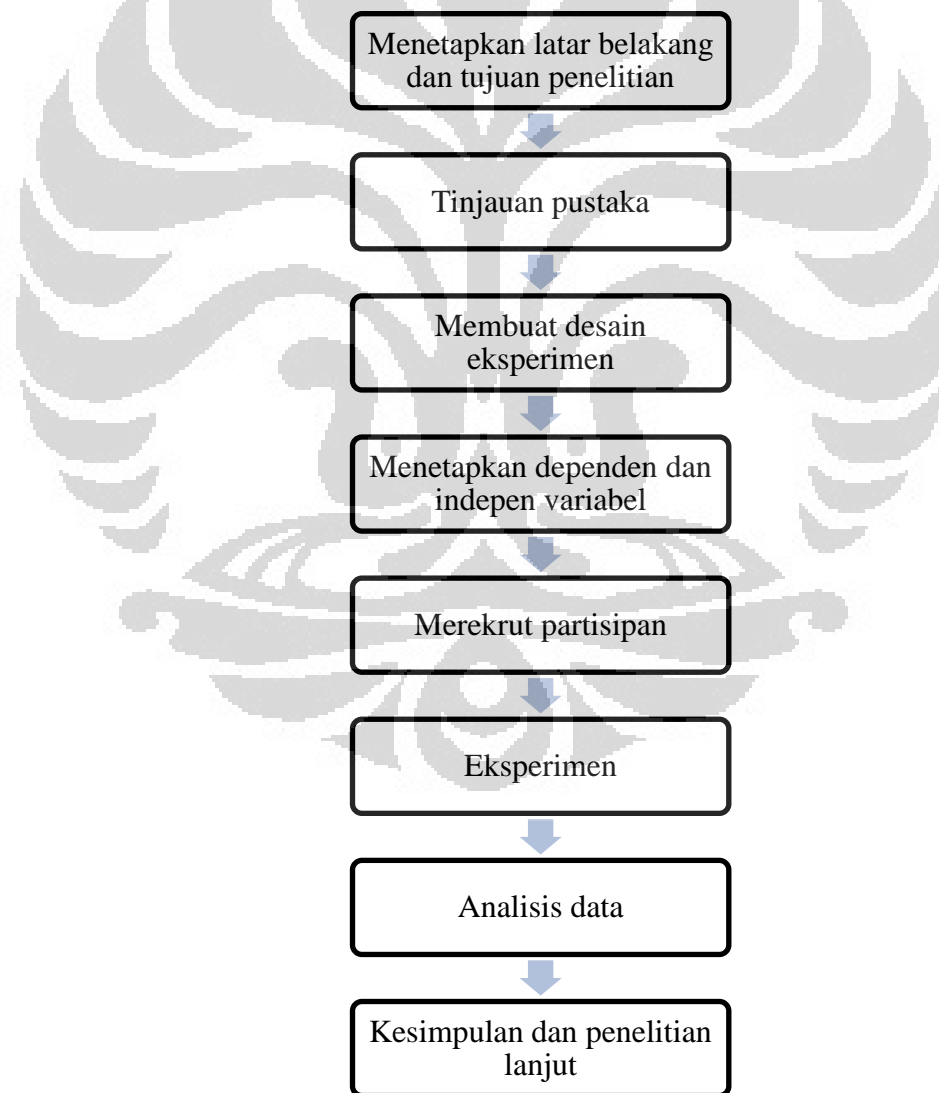 Menetapkan latar belakang
dan tujuan penelitian
Tinjauan pustaka
Membuat desain
eksperimen
Menetapkan dependen dan
indepen variabel
Merekrut partisipan
Eksperimen
Analisis data
Kesimpulan dan penelitian
lanjut